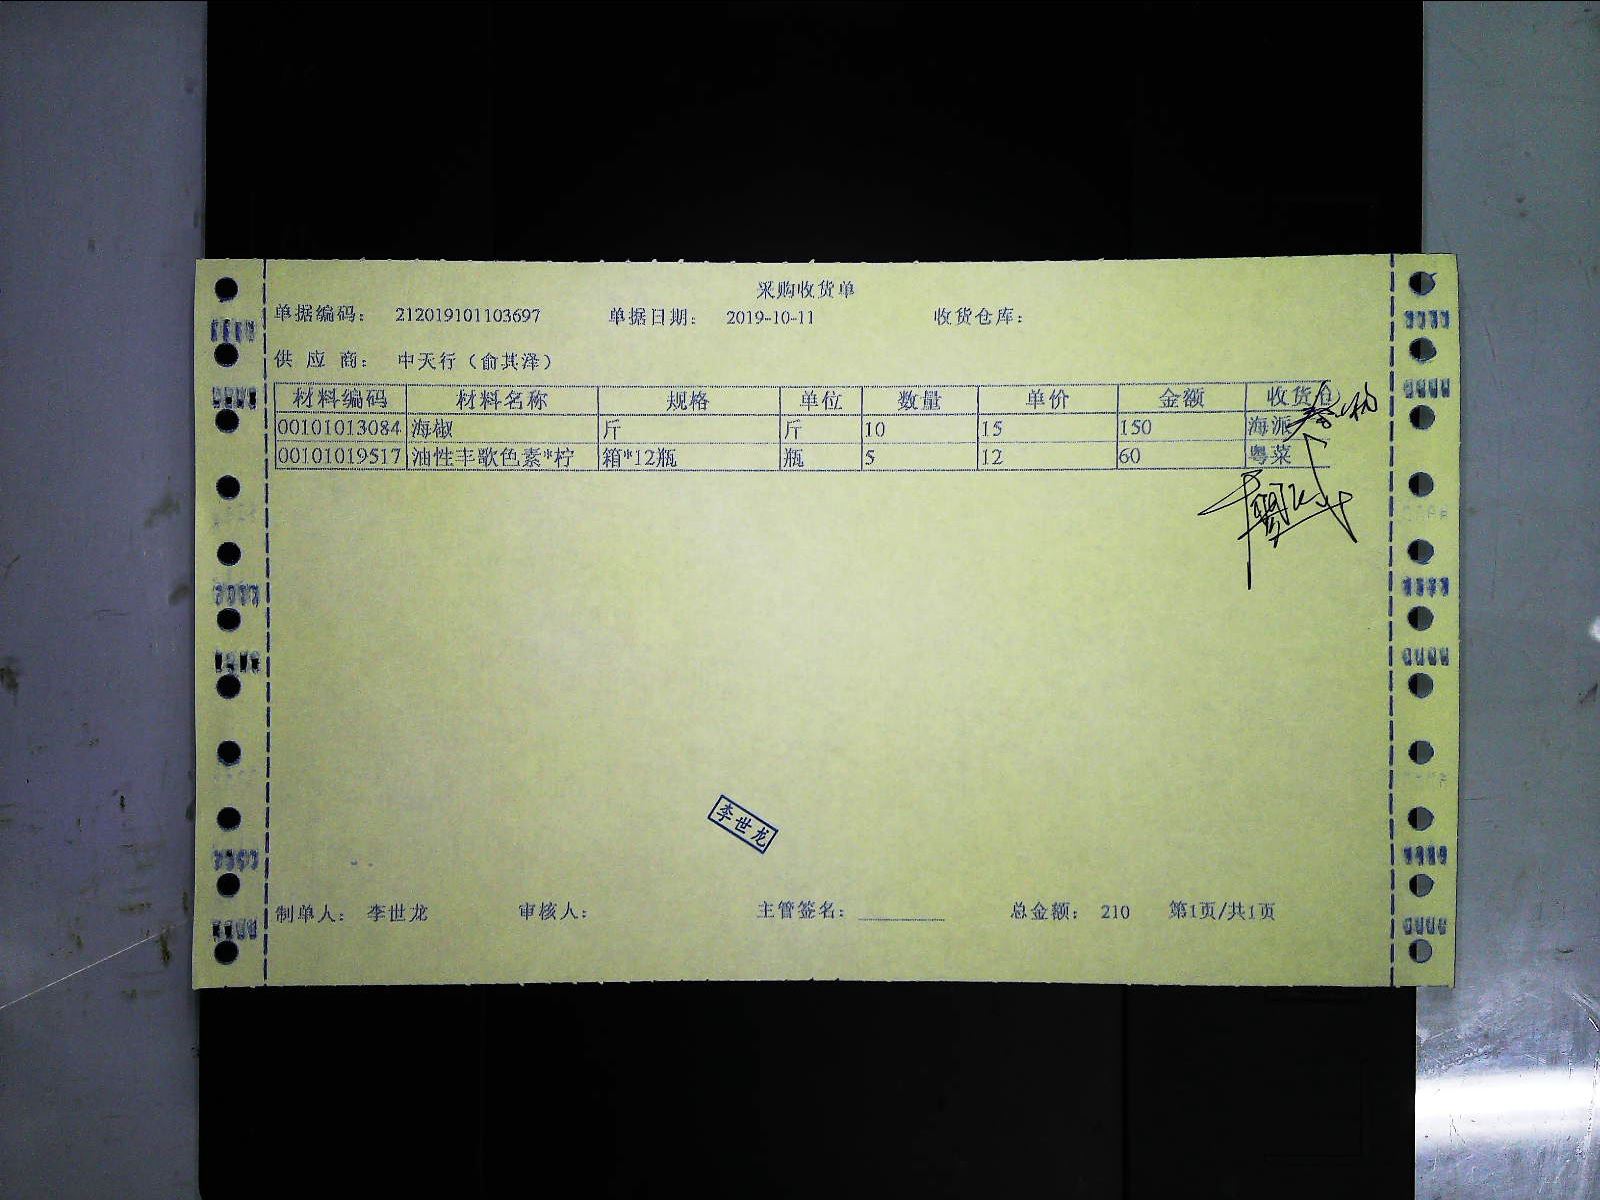 采购收货单
单据编码： 212019101103697 单据日期： 2019-10-11 收货仓库：
供 应 商： 中天行（俞其泽）
材料编码 材料名称 规格 单位 数量 单价 金额 收货仓
00101013084 海椒 斤 斤 10 15 150 海派
00101019517 油性丰歌色素*柠 箱*12瓶 瓶 5 12 60 粤菜
李世龙
制单人： 李世龙 审核人： 主管签名： 总金额： 210 第1页/共1页